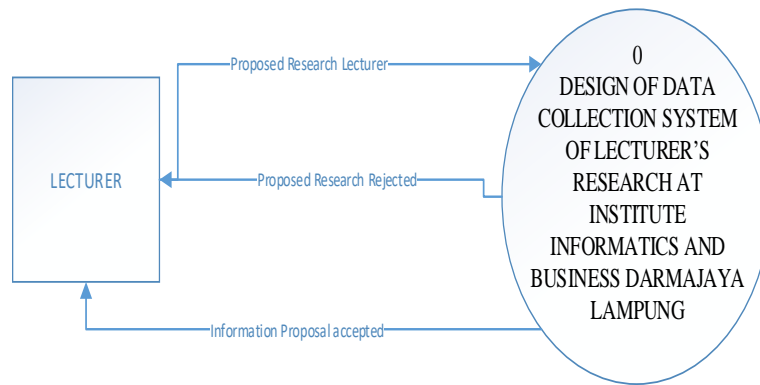 Proposed Research Lecturer
LECTURER
Proposed Research Rejected
Information Proposal accepted
0
DESIGN OF DATA
COLLECTION SYSTEM
OF LECTURER'S
RESEARCH AT
INSTITUTE
INFORMATICS AND
BUSINESS DARMAJAYA
LAMPUNG